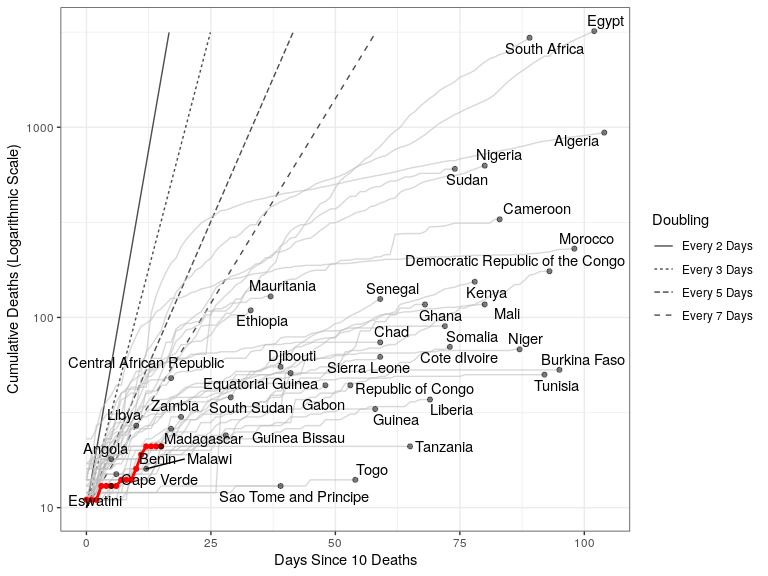 Egypt
South Africa
1000
Algeria
Nigeria
Sudan
Cameroon
Morocco
Democratic Republic of the Congo
Mauritania
Senegal
Kenya
Ethiopia
Ghana
Mali
100
Chad
Somalia
Niger
Central African Republic
Djibouti
Cote dIvoire
Burkina Faso
Sierra Leone
Equatorial Guinea
Republic of Congo
Tunisia
Libya
Zambia
South Sudan
Gabon
Liberia
Guinea
Angola
Madagascar
Guinea Bissau
Tanzania
Benin
Malawi
Cape Verde
Togo
Eswatini
Sao Tome and Principe
10
0
25
50
75
100
Days Since 10 Deaths
Cumulative Deaths (Logarithmic Scale)
Doubling
Every 2 Days
Every 3 Days
Every 5 Days
Every 7 Days